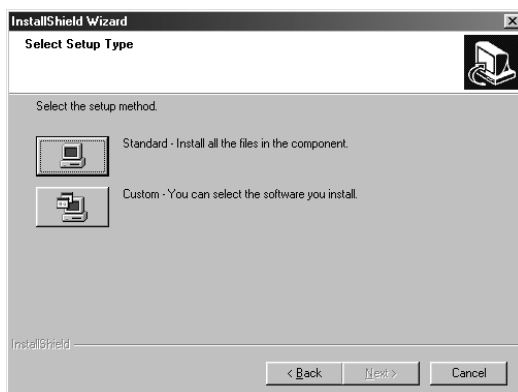 InstallShield Wizard
Select Setup Type
Select the setup method.
Standard - Install all the files in the component.
Custom - You can select the software you install.
InstallShield
< Back
Next >
Cancel